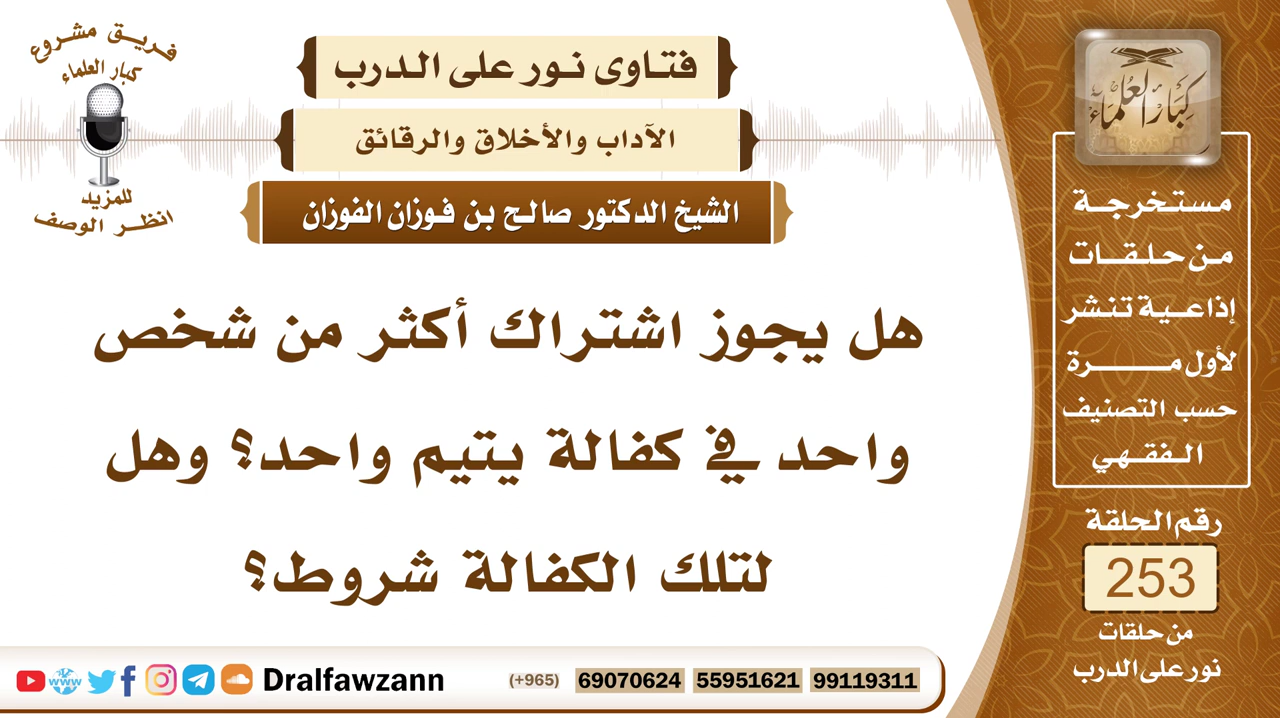 فريق مشروع
كبار العلماء
للمزيد
انظر الوصف
فتاوى نور على الدرب
الآداب والأخلاق والرقائق
الشيخ الدكتور صالح بن فوزان الفوزان
هل يجوز اشتراك أكثر من شخص
واحد في كفالة يتيم واحد؟ وهل
لتلك الكفالة شروط؟
كبار العلماء
مستخرجة
من حلقات
إذاعية تنشر
لأول مرة
حسب التصنيف
الفقهي
رقم الحلقة
253
من حلقات
نور على الدرب
www Dralfawzann (+965) 69070624 55951621 99119311